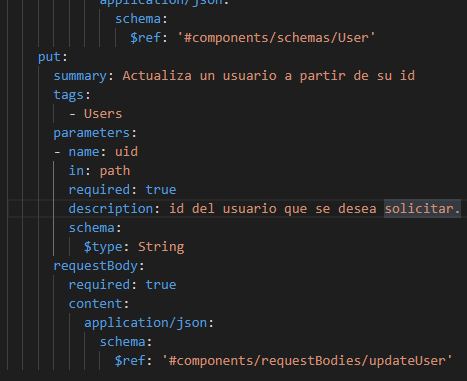 application/json:
schema:
$ref: '#components/schemas/User'
put:
summary: Actualiza un usuario a partir de su id
tags:
- Users
parameters:
- name: uid
in: path
required: true
description: id del usuario que se desea solicitar.
schema:
$type: String
requestBody:
required: true
content:
application/json:
schema:
$ref: '#components/requestBodies/updateUser'